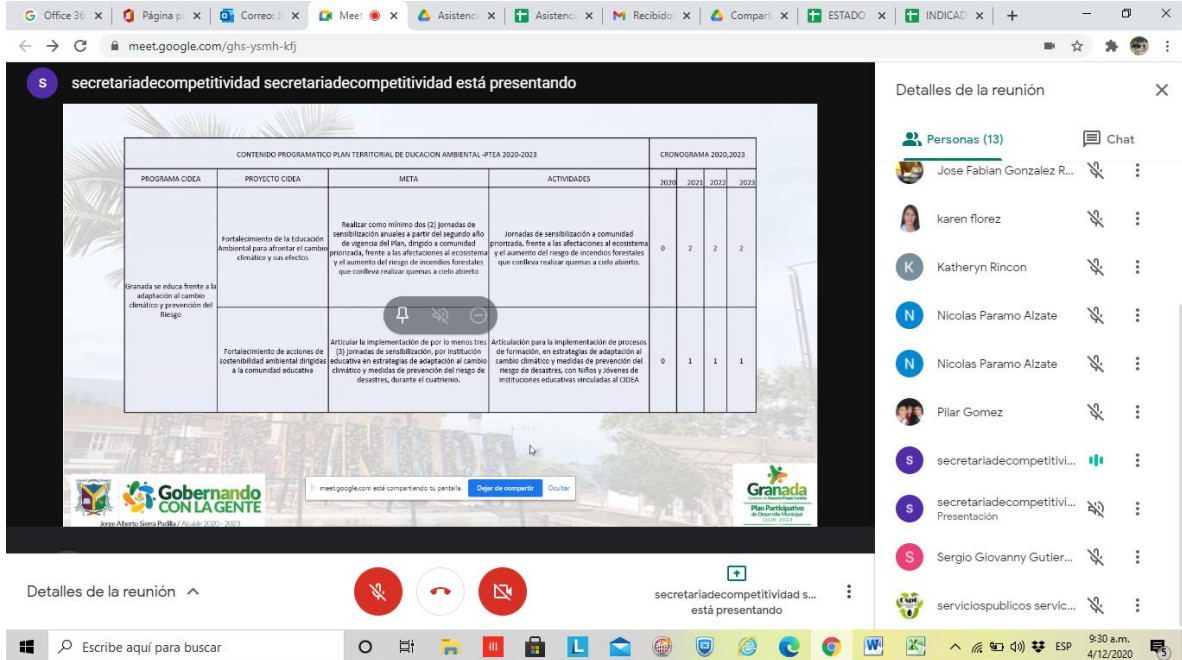 Office 36
Página pr
Correo: Ji
Meet
Asistenci
Asistenci
Recibidos
Compart
ESTADO
INDICAD
meet.google.com/ghs-ysmh-kfj
S
secretariadecompetitividad secretariadecompetitividad está presentando
CONTENIDO PROGRAMATICO PLAN TERRITORIAL DE DUCACION AMBIENTAL -PTEA 2020-2023
CRONOGRAMA 2020,2023
PROGRAMA CIDEA
PROYECTO CIDEA
META
ACTIVIDADES
2020
2021
2022
2023
Granada se educa frente a la
adaptación al cambio
climático y prevención del
Riesgo
Fortalecimiento de la Educación
Ambiental para afrontar el cambio
climático y sus efectos
Realizar como mínimo dos (2) jornadas de
sensibilización anuales a partir del segundo año
de vigencia del Plan, dirigido a comunidad
priorizada, frente a las afectaciones al ecosistema
y el aumento del riesgo de incendios forestales
que conlleva realizar quemas a cielo abierto
Jornadas de sensibilización a comunidad
priorizada, frente a las afectaciones al ecosistema
y el aumento del riesgo de incendios forestales
que conlleva realizar quemas a cielo abierto.
0
2
2
2
Fortalecimiento de acciones de
sostenibilidad ambiental dirigidas
a la comunidad educativa
Articular la implementación de por lo menos tres
(3) jornadas de sensibilización, por institución
educativa en estrategias de adaptación al cambio
climático y medidas de prevención del riesgo de
desastres, durante el cuatrienio.
Articulación para la implementación de procesos
de formación, en estrategias de adaptación al
cambio climático y medidas de prevención del
riesgo de desastres, con Niños y Jóvenes de
instituciones educativas vinculadas al CIDEA
0
1
1
1
Gobernando
CON LA GENTE
Jorge Alberto Sierra Padilla / Alcalde 2020 - 2023
meet.google.com está compartiendo tu pantalla.
Dejar de compartir
Ocultar
Granada
Plan Participativo
de Desarrollo Municipal
2020-2023
Detalles de la reunión
Personas (13)
Chat
Jose Fabian Gonzalez R...
karen florez
K
Katheryn Rincon
N
Nicolas Paramo Alzate
N
Nicolas Paramo Alzate
Pilar Gomez
S
secretariadecompetitivi...
S
secretariadecompetitivi...
Presentación
S
Sergio Giovanny Gutier...
serviciospublicos servic...
Detalles de la reunión
secretariadecompetitividad s...
está presentando
Escribe aquí para buscar
ESP
9:30 a.m.
4/12/2020
5